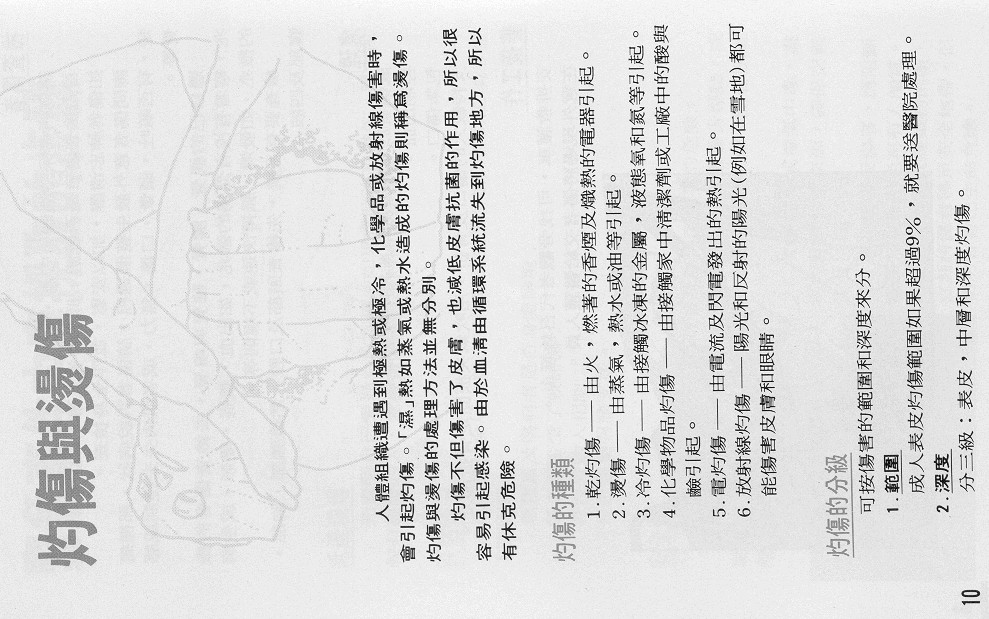 灼傷與燙傷
人體組織遭遇到極熱或極冷，化學品或放射線傷害時，
會引起灼傷。「濕」熱如蒸氣或熱水造成的灼傷則稱爲燙傷。
灼傷與燙傷的處理方法並無分別。
灼傷不但傷害了皮膚，也減低皮膚抗菌的作用，所以很
容易引起感染。由於血清由循環系統流失到灼傷地方，所以
有休克危險。
灼傷的種類
1. 乾灼傷——由火，燃著的香煙及熾熱的電器引起。
2. 燙傷——由蒸氣，熱水或油等引起。
3. 冷灼傷——由接觸冰凍的金屬，液態氧和氮等引起。
4. 化學物品灼傷——由接觸家中清潔劑或工廠中的酸與
鹼引起。
5. 電灼傷——由電流及閃電發出的熱引起。
6. 放射線灼傷——陽光和反射的陽光(例如在雪地)都可
能傷害皮膚和眼睛。
灼傷的分級
可按傷害的範圍和深度來分。
1. 範圍
成人表皮灼傷範圍如果超過9%，就要送醫院處理。
2. 深度
分三級：表皮，中層和深度灼傷。
10